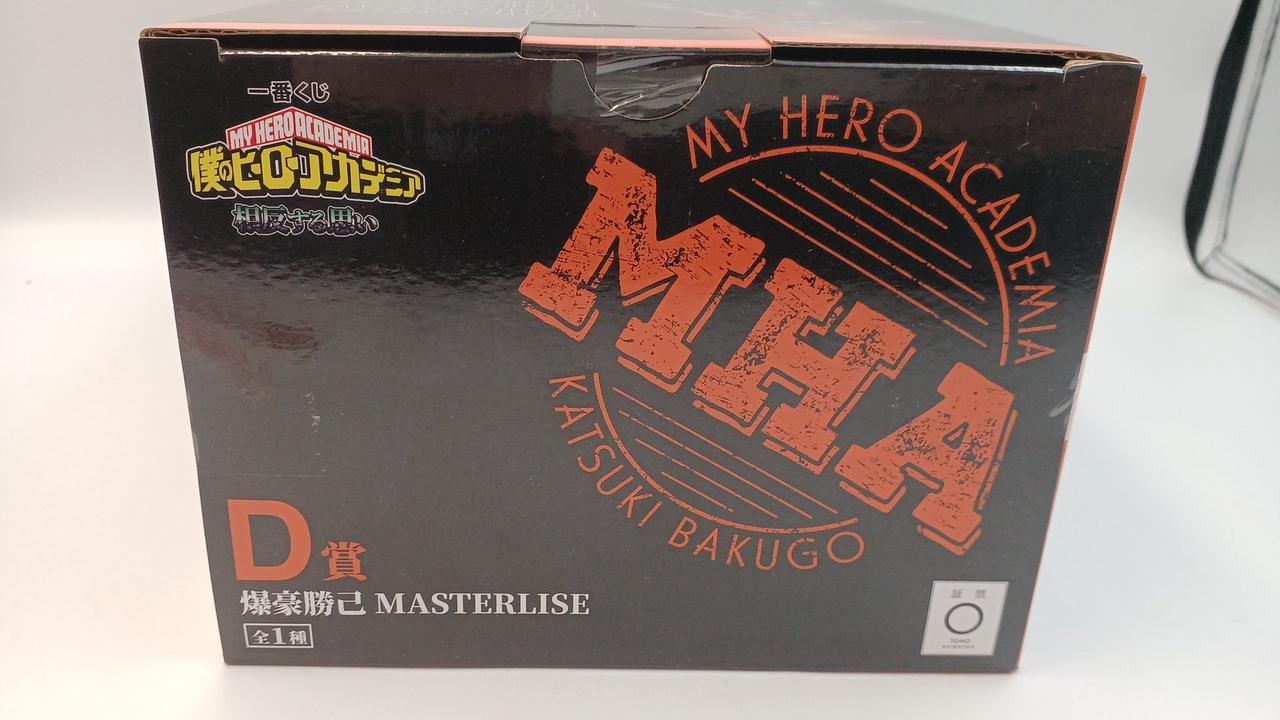 一番くじ
MY HERO ACADEMIA
僕のヒーローアカデミア
相反する思い
MY HERO ACADEMIA
MHA
KATSUKI BAKUGO
D賞
爆豪勝己 MASTERLISE
全1種
証票
TOHO
ANIMATION